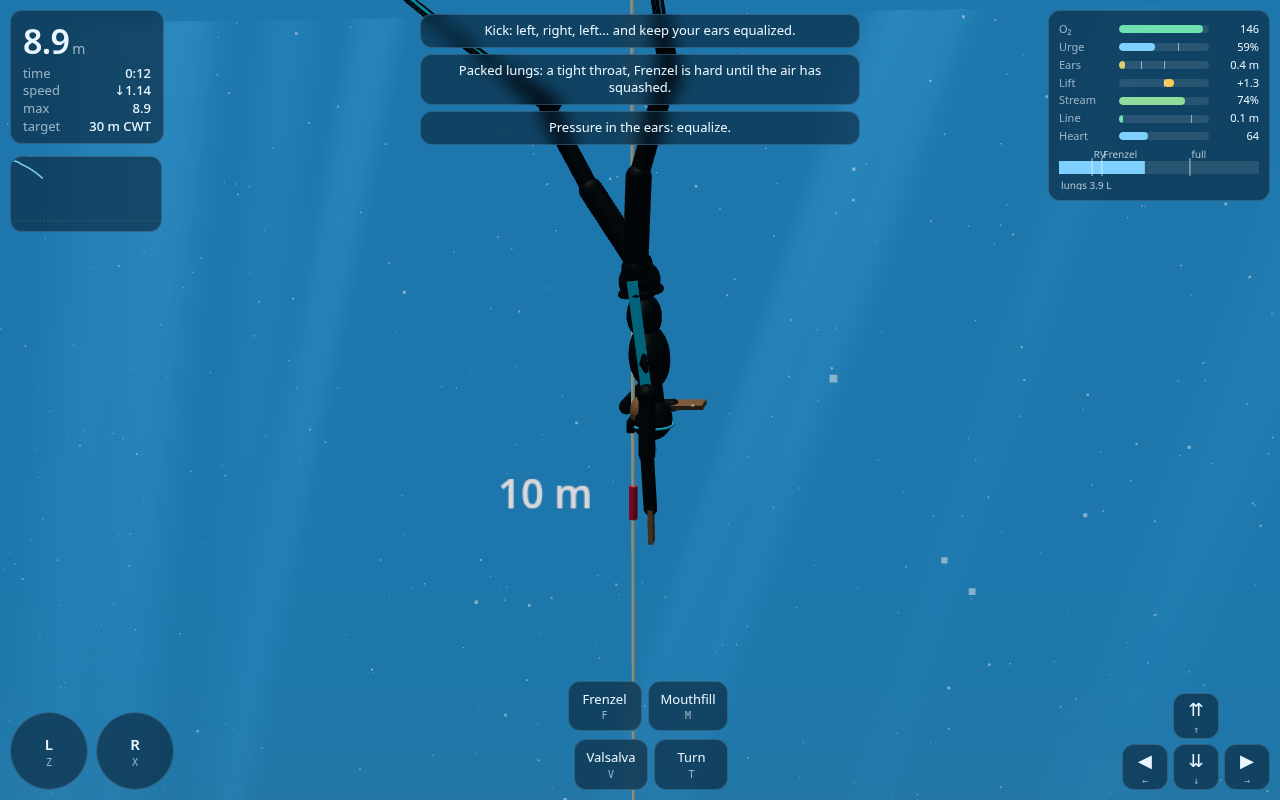 8.9 m
time 0:12
speed ↓1.14
max 8.9
target 30 m CWT
Kick: left, right, left... and keep your ears equalized.
Packed lungs: a tight throat, Frenzel is hard until the air has
squashed.
Pressure in the ears: equalize.
O₂ 146
Urge 59%
Ears 0.4 m
Lift +1.3
Stream 74%
Line 0.1 m
Heart 64
RV Frenzel full
lungs 3.9 L
10 m
Frenzel
F
Mouthfill
M
Valsalva
V
Turn
T
L
Z
R
X
⇈
↑
◀
←
⇊
↓
▶
→